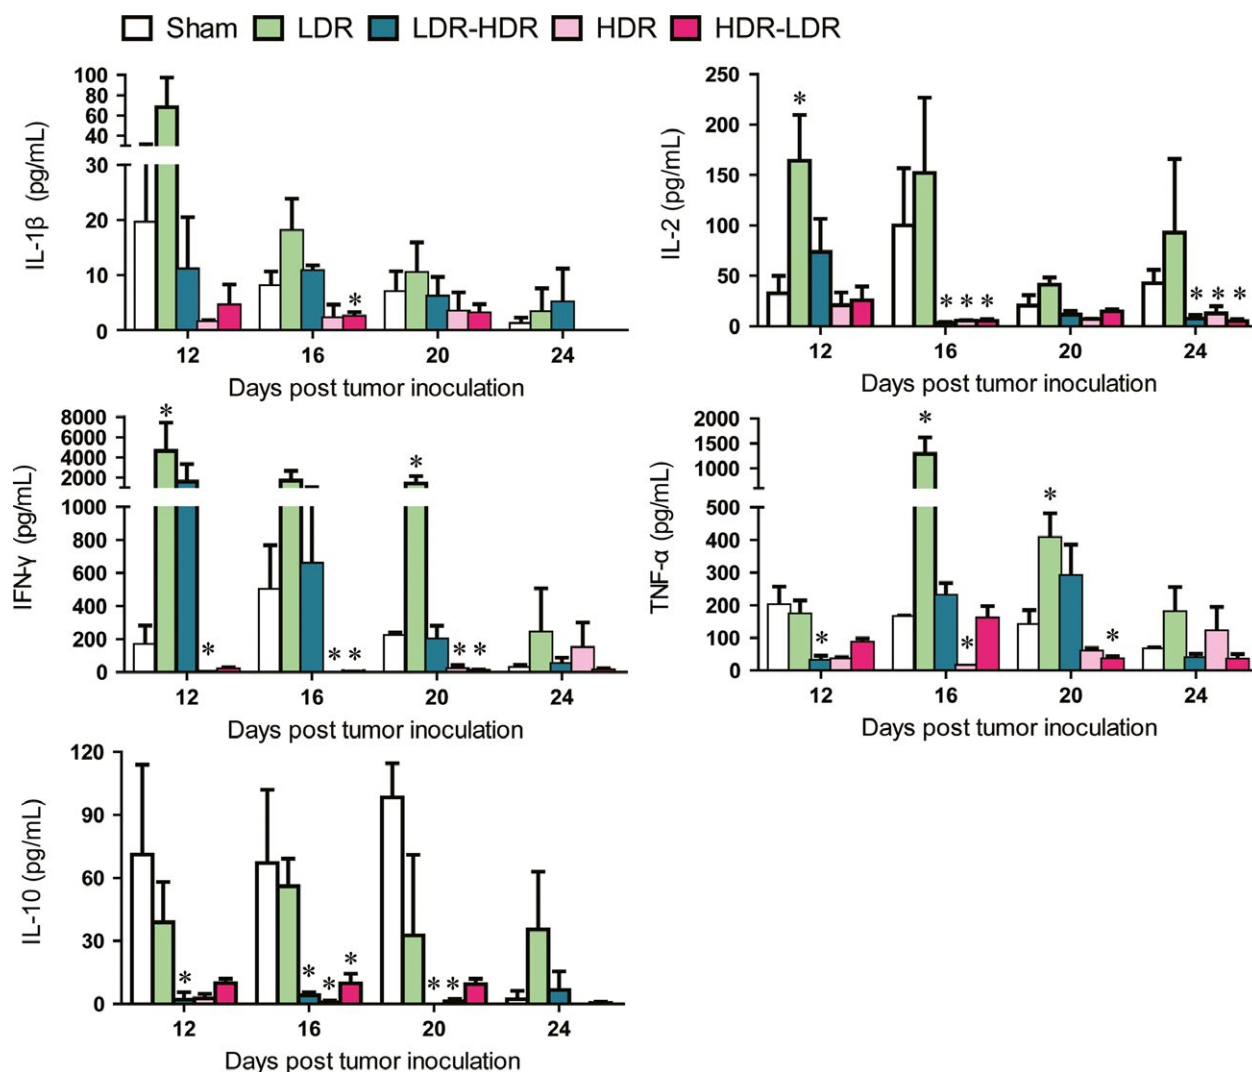 Sham LDR LDR-HDR HDR HDR-LDR
IL-1β (pg/mL)
100
80
60
40
30
20
10
0
12 16 20 24
Days post tumor inoculation
*
IL-2 (pg/mL)
250
200
150
100
50
0
12 16 20 24
Days post tumor inoculation
*
* * *
* * *
IFN-γ (pg/mL)
8000
6000
4000
2000
1000
800
600
400
200
0
12 16 20 24
Days post tumor inoculation
*
*
* *
*
* *
TNF-α (pg/mL)
2000
1500
1000
500
400
300
200
100
0
12 16 20 24
Days post tumor inoculation
*
*
*
*
*
IL-10 (pg/mL)
120
90
60
30
0
12 16 20 24
Days post tumor inoculation
*
* * *
* *